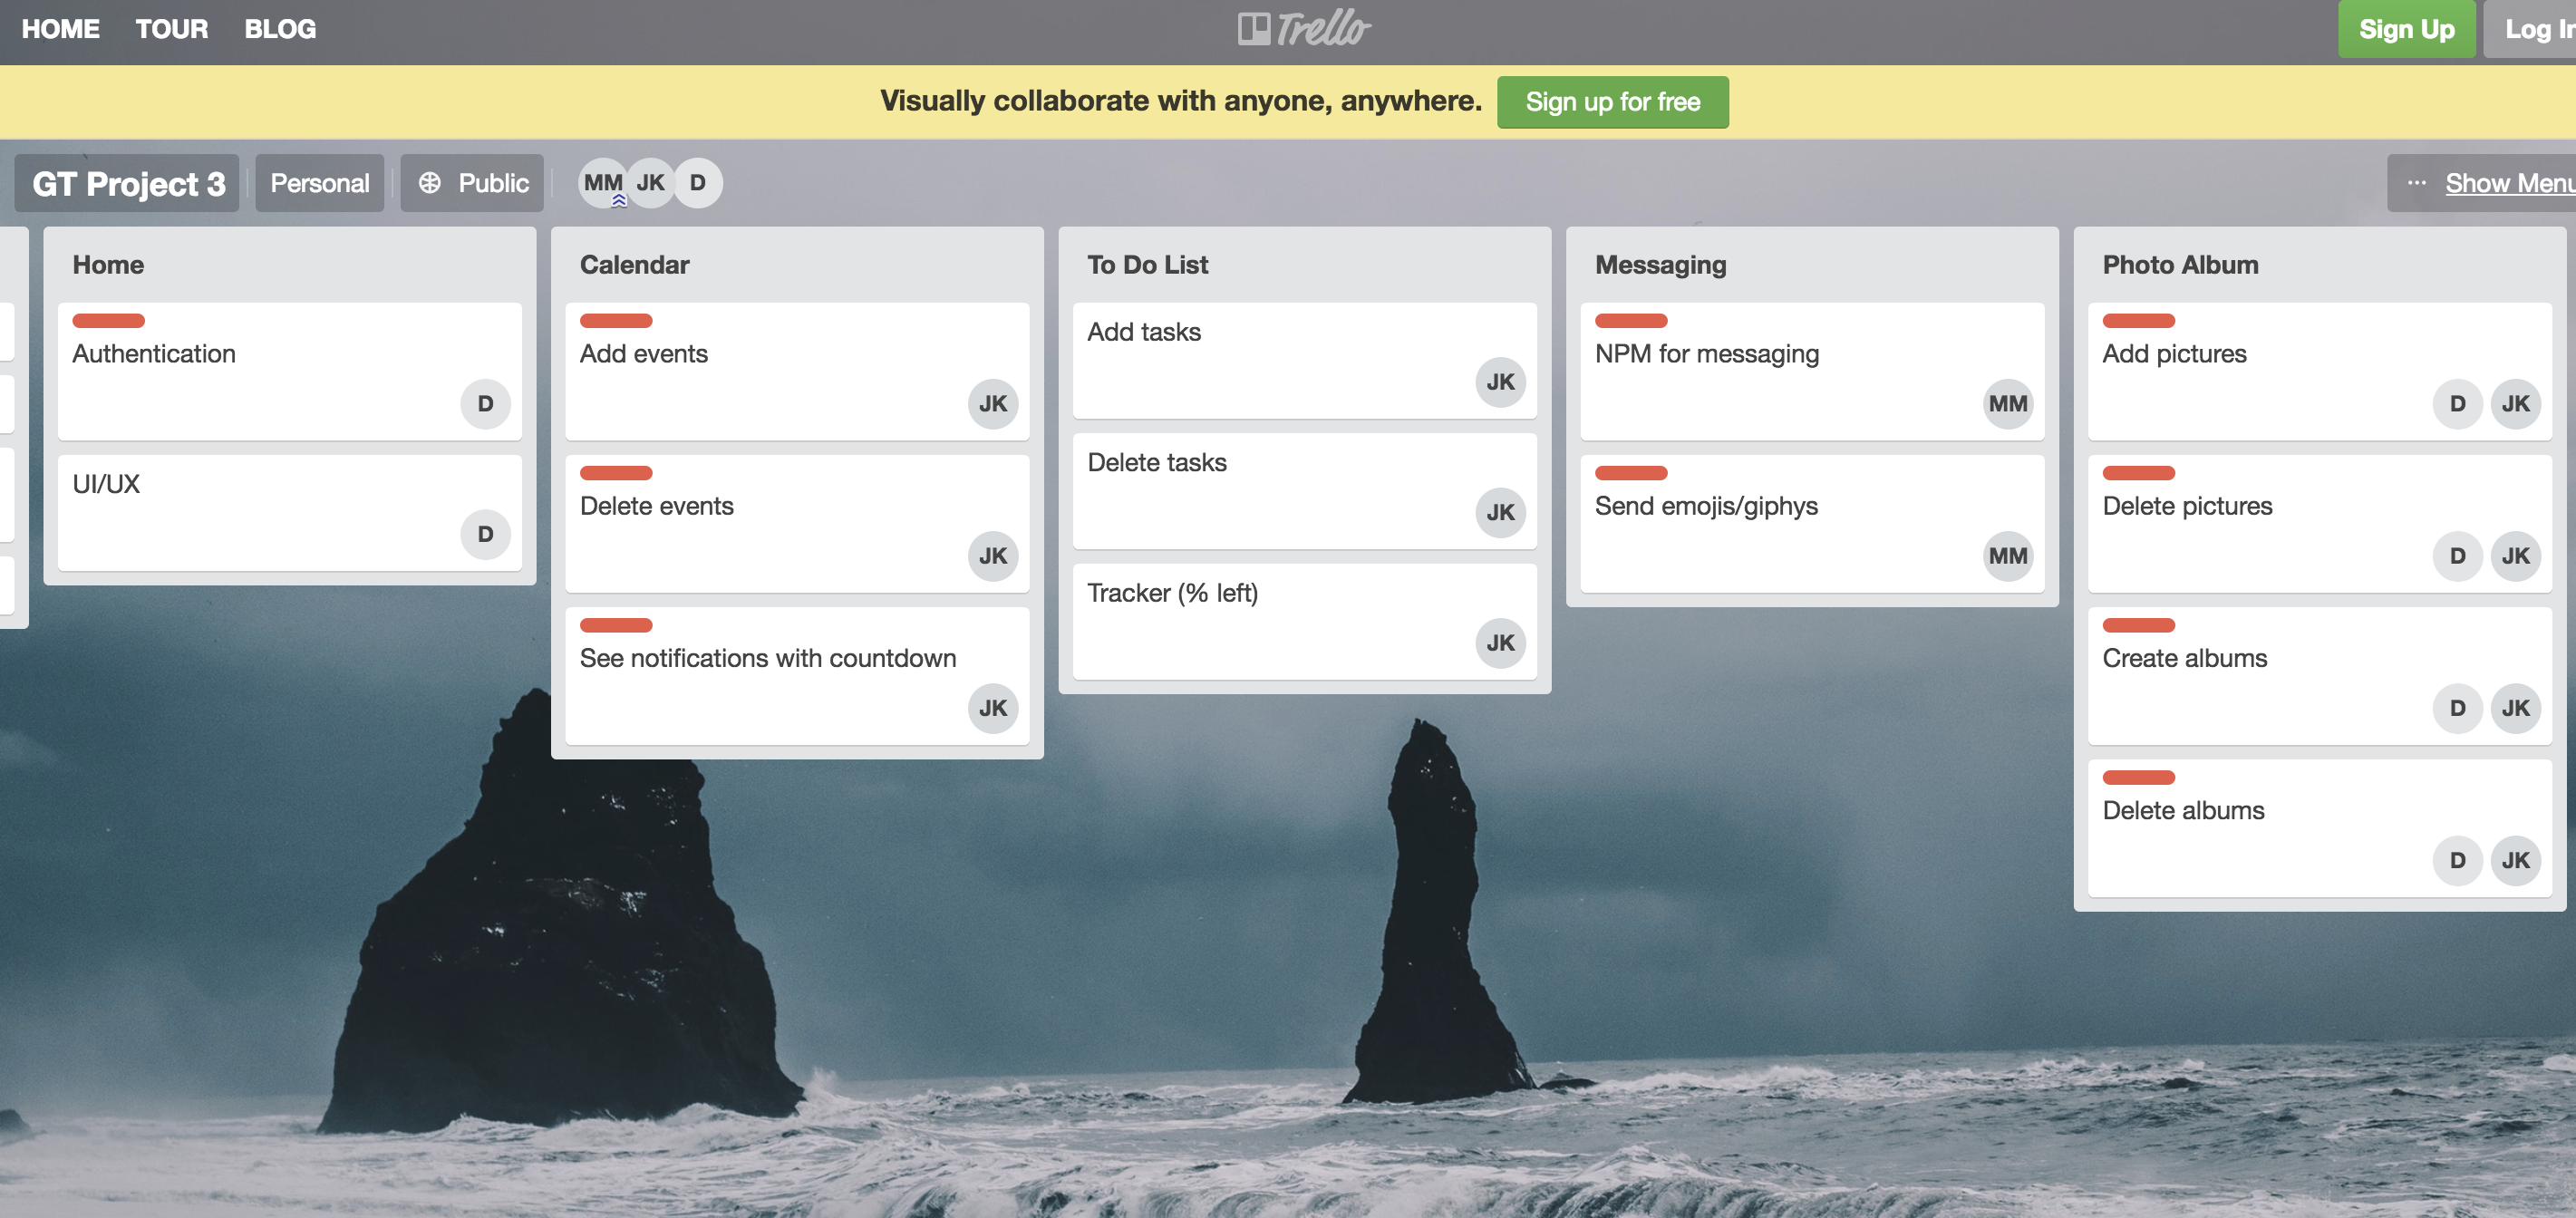 HOME TOUR BLOG Trello Sign Up Log In
Visually collaborate with anyone, anywhere. Sign up for free
GT Project 3 Personal Public MM JK D ... Show Menu
Home
Authentication
D
UI/UX
D
Calendar
Add events
JK
Delete events
JK
See notifications with countdown
JK
To Do List
Add tasks
JK
Delete tasks
JK
Tracker (% left)
JK
Messaging
NPM for messaging
MM
Send emojis/giphys
MM
Photo Album
Add pictures
D JK
Delete pictures
D JK
Create albums
D JK
Delete albums
D JK